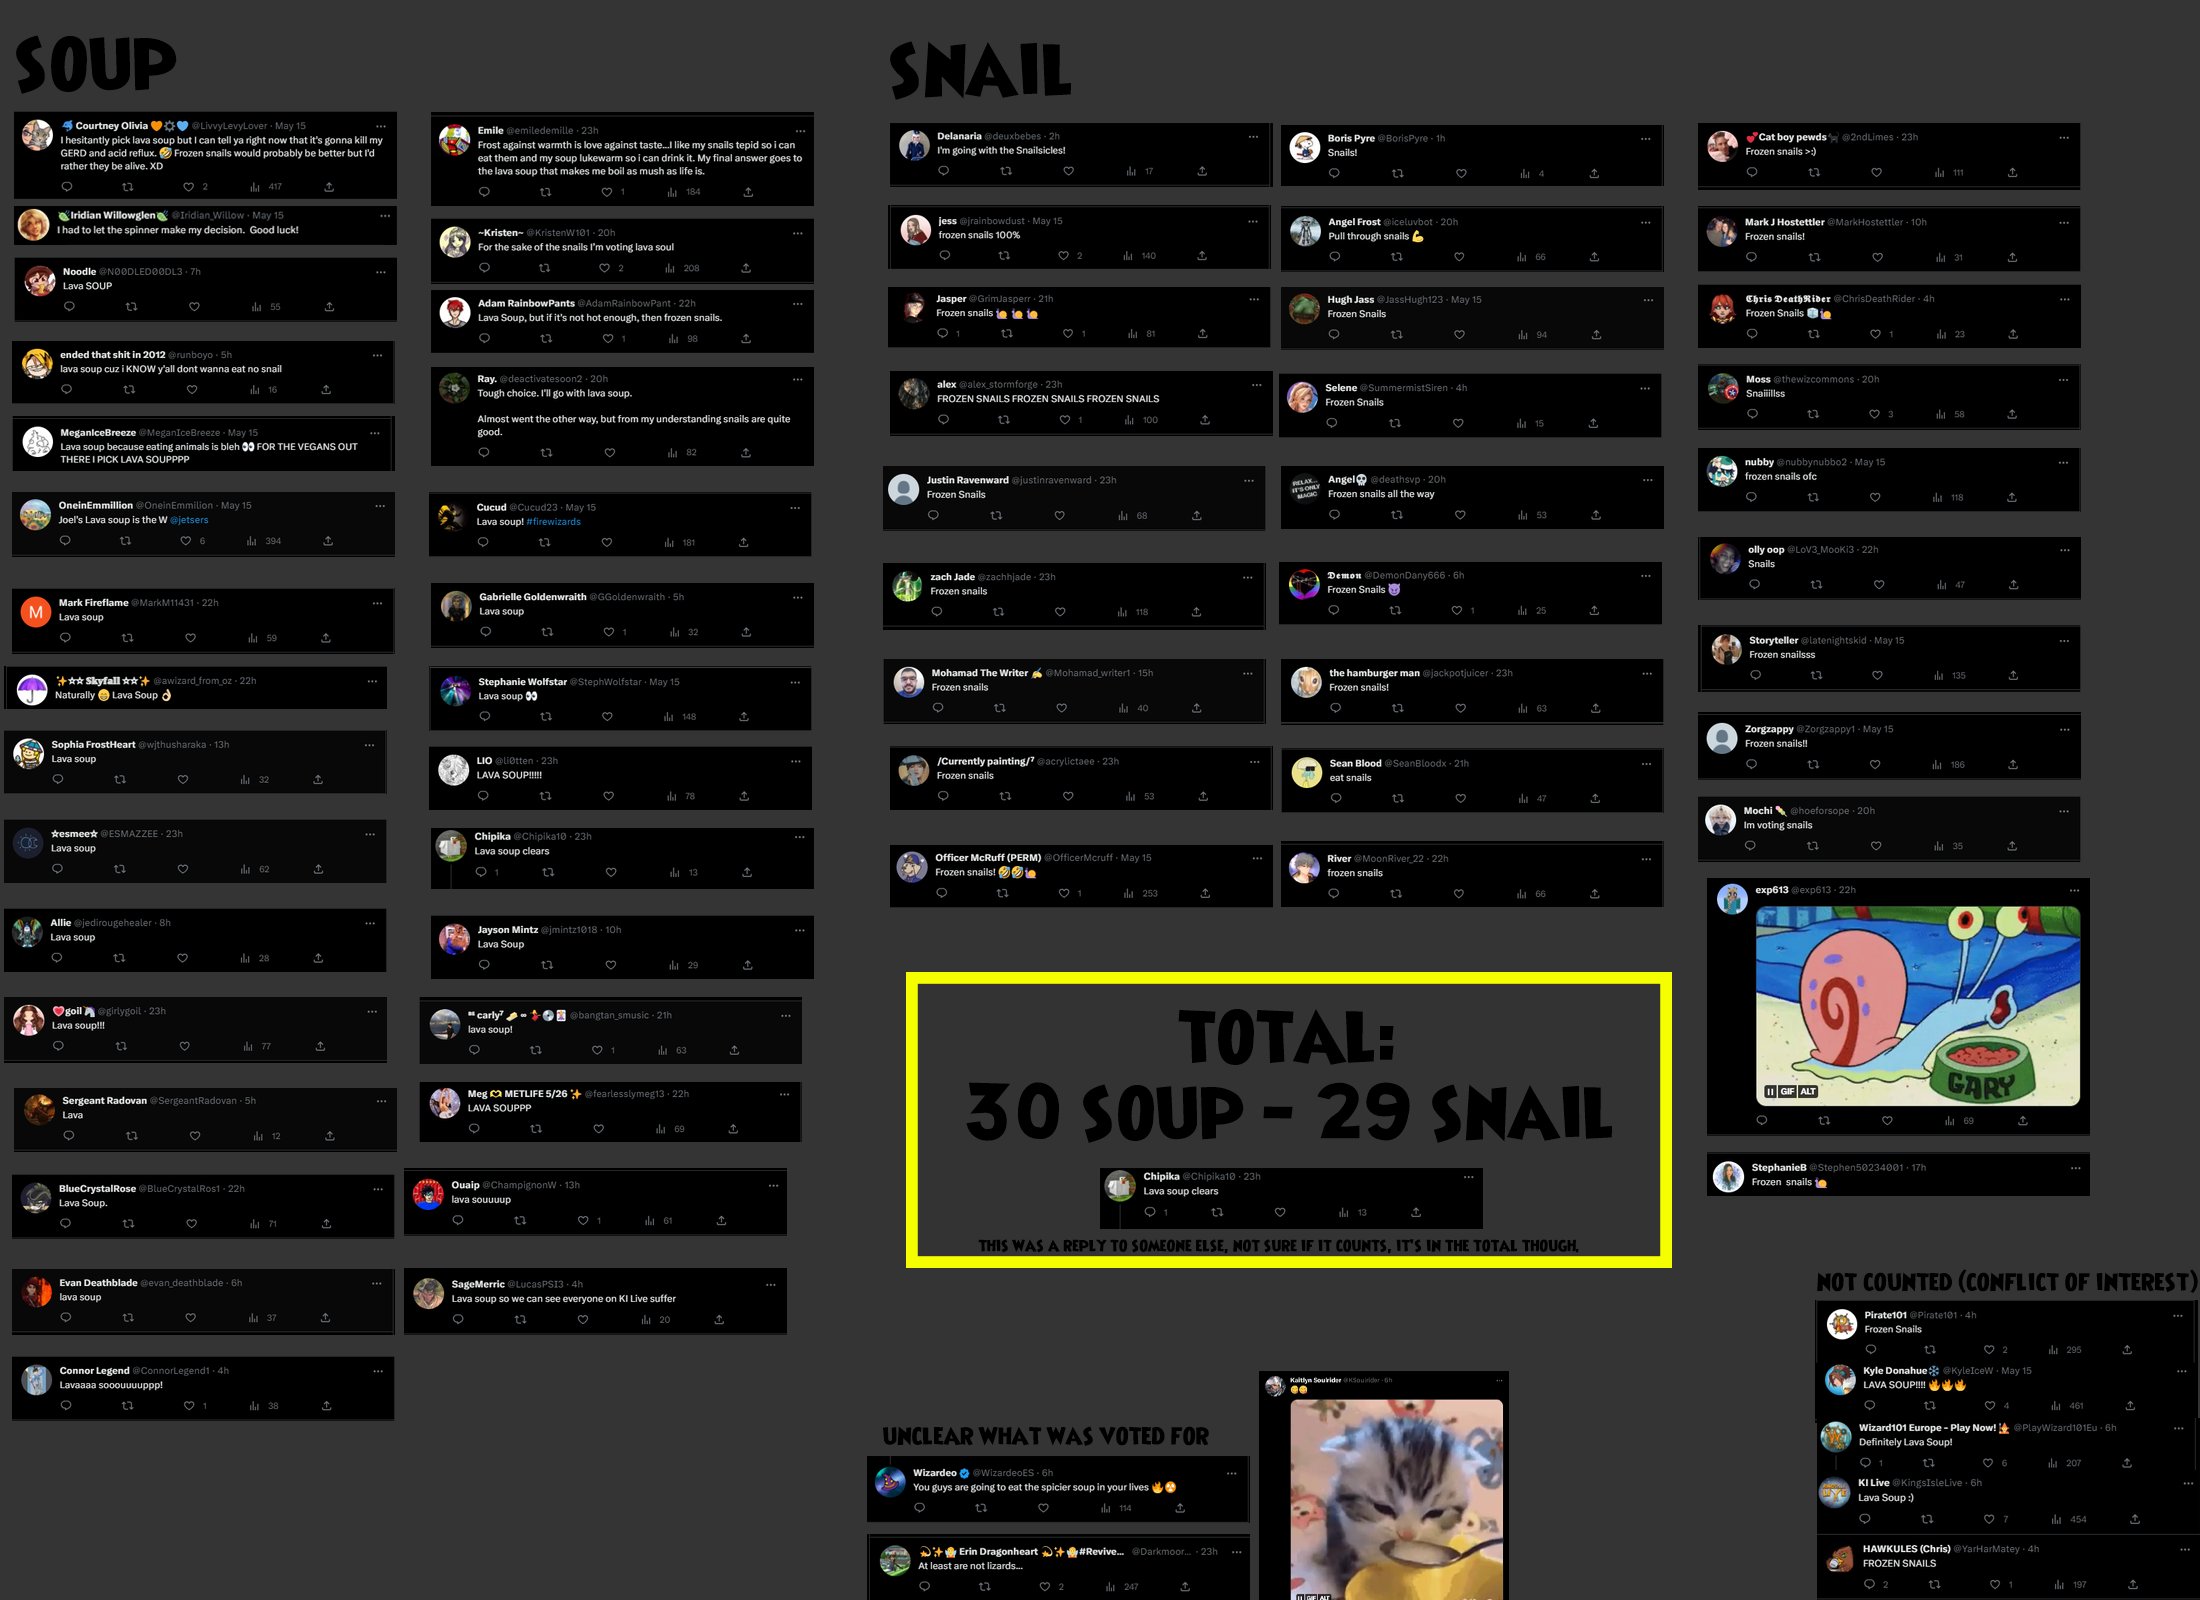 SOUP
Courtney Olivia 🧡⚙️🩵 @LivvyLevyLover · May 15
I hesitantly pick lava soup but I can tell ya right now that it's gonna kill my
GERD and acid reflux. 🤣 Frozen snails would probably be better but I'd
rather they be alive. XD
2 417
Iridian Willowglen @Iridian_Willow · May 15
I had to let the spinner make my decision. Good luck!
Noodle @N00DLED00DL3 · 7h
Lava SOUP
55
ended that shit in 2012 @runboyo · 5h
lava soup cuz i KNOW y'all dont wanna eat no snail
16
MeganIceBreeze @MeganIceBreeze · May 15
Lava soup because eating animals is bleh 👀 FOR THE VEGANS OUT
THERE I PICK LAVA SOUPPPP
OneinEmmillion @OneinEmmilion · May 15
Joel's Lava soup is the W @jetsers
6 394
M
Mark Fireflame @MarkM11431 · 22h
Lava soup
59
✨☆☆ Skyfall ☆☆✨ @awizard_from_oz · 22h
Naturally 😄 Lava Soup 👌
Sophia FrostHeart @wjthusharaka · 13h
Lava soup
32
☆esmee☆ @ESMAZZEE · 23h
Lava soup
62
Allie @jedirougehealer · 8h
Lava soup
28
goil @girlygoil · 23h
Lava soup!!!
77
Sergeant Radovan @SergeantRadovan · 5h
Lava
12
BlueCrystalRose @BlueCrystalRos1 · 22h
Lava Soup.
71
Evan Deathblade @evan_deathblade · 6h
lava soup
37
Connor Legend @ConnorLegend1 · 4h
Lavaaaa sooouuuuppp!
1 38
Emile @emiledemille · 23h
Frost against warmth is love against taste...I like my snails tepid so i can
eat them and my soup lukewarm so i can drink it. My final answer goes to
the lava soup that makes me boil as mush as life is.
1 184
~Kristen~ @KristenW101 · 20h
For the sake of the snails I'm voting lava soul
2 208
Adam RainbowPants @AdamRainbowPant · 22h
Lava Soup, but if it's not hot enough, then frozen snails.
1 98
Ray. @deactivatesoon2 · 20h
Tough choice. I'll go with lava soup.
Almost went the other way, but from my understanding snails are quite
good.
82
Cucud @Cucud23 · May 15
Lava soup! #firewizards
181
Gabrielle Goldenwraith @GGoldenwraith · 5h
Lava soup
1 32
Stephanie Wolfstar @StephWolfstar · May 15
Lava soup 👀
148
LIO @li0tten · 23h
LAVA SOUP!!!!!
78
Chipika @Chipika10 · 23h
Lava soup clears
1 13
Jayson Mintz @jmintz1018 · 10h
Lava Soup
29
carly⁷ @bangtan_smusic · 21h
lava soup!
1 63
Meg 🫶 METLIFE 5/26 ✨ @fearlesslymeg13 · 22h
LAVA SOUPPP
69
Ouaip @ChampignonW · 13h
lava souuuup
1 61
SageMerric @LucasPSI3 · 4h
Lava soup so we can see everyone on KI Live suffer
20
SNAIL
Delanaria @deuxbebes · 2h
I'm going with the Snailsicles!
17
jess @jrainbowdust · May 15
frozen snails 100%
2 140
Jasper @GrimJasperr · 21h
Frozen snails 🐌 🐌 🐌
1 1 81
alex @alex_stormforge · 23h
FROZEN SNAILS FROZEN SNAILS FROZEN SNAILS
1 100
Justin Ravenward @justinravenward · 23h
Frozen Snails
68
zach Jade @zachhjade · 23h
Frozen snails
118
Mohamad The Writer ✍️ @Mohamad_writer1 · 15h
Frozen snails
40
/Currently painting/⁷ @acrylictaee · 23h
Frozen snails
53
Officer McRuff (PERM) @OfficerMcruff · May 15
Frozen snails! 🤣🤣🐌
1 253
Boris Pyre @BorisPyre · 1h
Snails!
4
Angel Frost @iceluvbot · 20h
Pull through snails 💪
66
Hugh Jass @JassHugh123 · May 15
Frozen Snails
94
Selene @SummermistSiren · 4h
Frozen Snails
15
RELAX... IT'S ONLY MAGIC
Angel💀 @deathsvp · 20h
Frozen snails all the way
53
Demon @DemonDany666 · 6h
Frozen Snails 😈
1 25
the hamburger man @jackpotjuicer · 23h
Frozen snails!
63
Sean Blood @SeanBloodx · 21h
eat snails
47
River @MoonRiver_22 · 22h
frozen snails
66
💕Cat boy pewds🐈‍⬛ @2ndLimes · 23h
Frozen snails >:)
111
Mark J Hostettler @MarkHostettler · 10h
Frozen snails!
31
Chris DeathRider @ChrisDeathRider · 4h
Frozen Snails 🧊🐌
1 23
Moss @thewizcommons · 20h
Snaiiillss
3 58
nubby @nubbynubbo2 · May 15
frozen snails ofc
118
olly oop @LoV3_MooKi3 · 22h
Snails
47
Storyteller @latenightskid · May 15
Frozen snailsss
135
Zorgzappy @Zorgzappy1 · May 15
Frozen snails!!
186
Mochi @hoeforsope · 20h
Im voting snails
35
exp613 @exp613 · 22h
GARY
GIF ALT
69
StephanieB @Stephen50234001 · 17h
Frozen snails 🐌
TOTAL:
30 SOUP - 29 SNAIL
Chipika @Chipika10 · 23h
Lava soup clears
1 13
THIS WAS A REPLY TO SOMEONE ELSE, NOT SURE IF IT COUNTS, IT'S IN THE TOTAL THOUGH,
UNCLEAR WHAT WAS VOTED FOR
Wizardeo @WizardeoES · 6h
You guys are going to eat the spicier soup in your lives 🔥☢️
114
Erin Dragonheart #Revive... @Darkmoor... · 23h
At least are not lizards...
2 247
Kaitlyn Soulrider @KSoulrider · 6h
GIF ALT
NOT COUNTED (CONFLICT OF INTEREST)
Pirate101 @Pirate101 · 4h
Frozen Snails
2 295
Kyle Donahue❄️ @KyleIceW · May 15
LAVA SOUP!!!! 🔥🔥🔥
4 461
Wizard101 Europe - Play Now! @PlayWizard101Eu · 6h
Definitely Lava Soup!
1 6 207
KI Live @KingsIsleLive · 6h
Lava Soup :)
7 454
HAWKULES (Chris) @YarHarMatey · 4h
FROZEN SNAILS
2 1 197